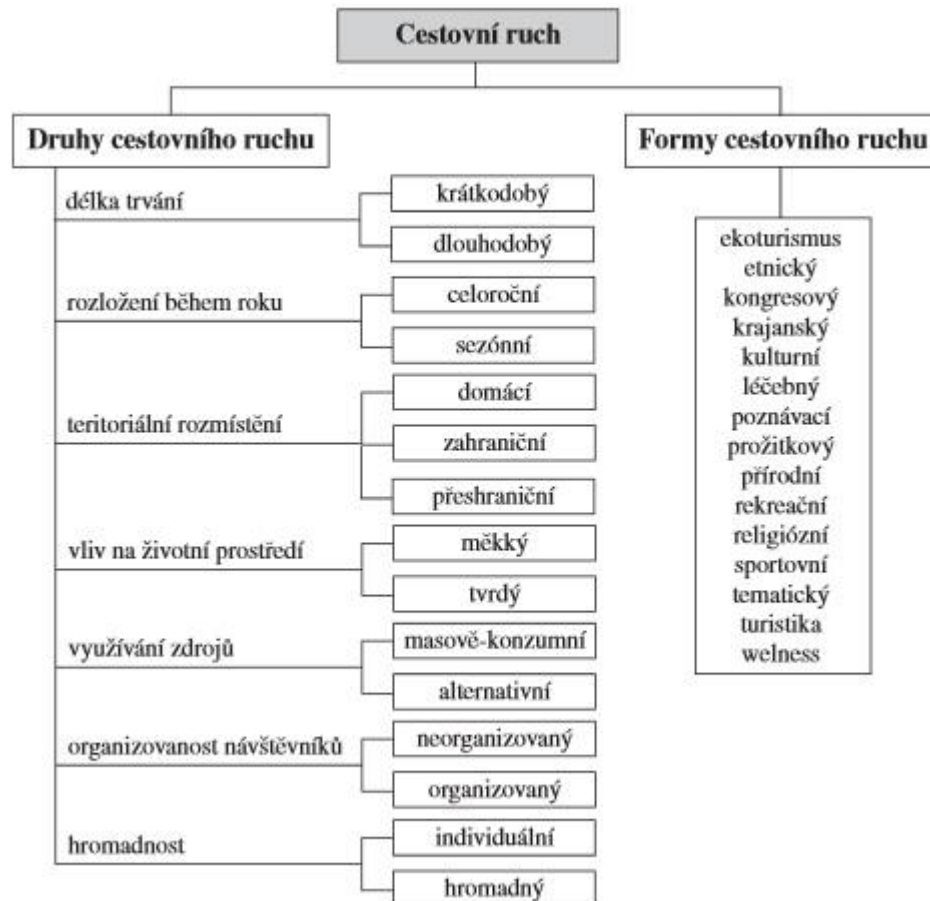 Cestovní ruch
Druhy cestovního ruchu
délka trvání
krátkodobý
dlouhodobý
rozložení během roku
celoroční
sezónní
teritoriální rozmístění
domácí
zahraniční
přeshraniční
vliv na životní prostředí
měkký
tvrdý
využívání zdrojů
masově-konzumní
alternativní
organizovanost návštěvníků
neorganizovaný
organizovaný
hromadnost
individuální
hromadný
Formy cestovního ruchu
ekoturismus
etnický
kongresový
krajanský
kulturní
léčebný
poznávací
prožitkový
přírodní
rekreační
religiózní
sportovní
tematický
turistika
welness